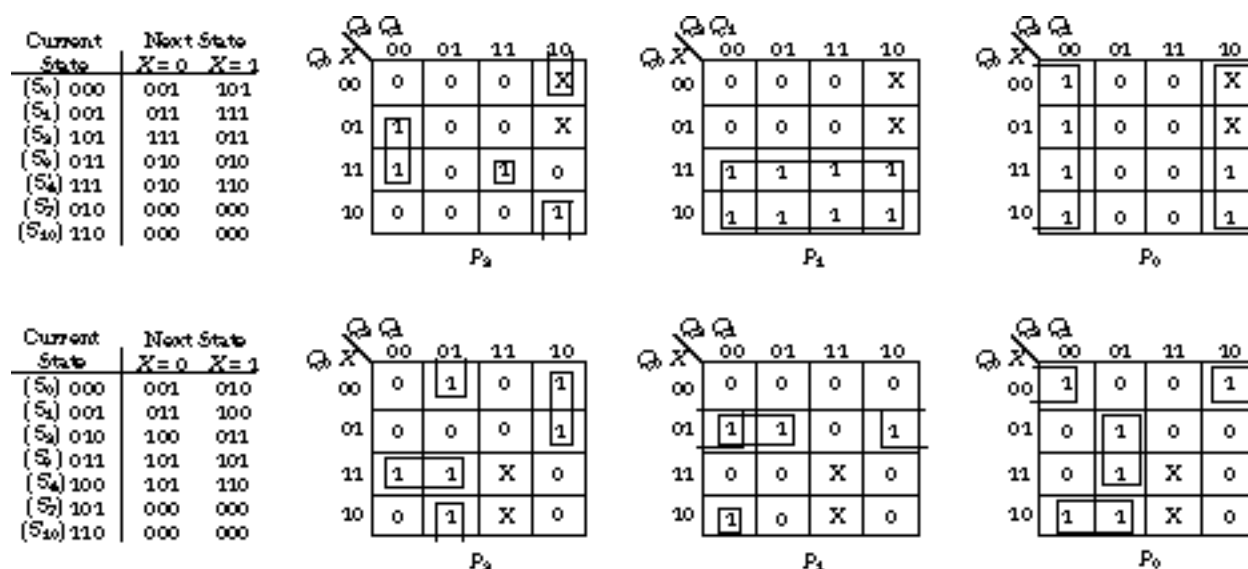 Current Next State
State X = 0 X = 1
(S₀) 000 001 101
(S₁) 001 011 111
(S₂) 101 111 011
011 010 010
(S₄') 111 010 110
010 000 000
(S₁₀) 110 000 000
Q₂ Q₁
Q₀ X 00 01 11 10
00 0 0 0 X
01 1 0 0 X
11 1 0 1 0
10 0 0 0 1
P₂
Q₂ Q₁
Q₀ X 00 01 11 10
00 0 0 0 X
01 0 0 0 X
11 1 1 1 1
10 1 1 1 1
P₁
Q₂ Q₁
Q₀ X 00 01 11 10
00 1 0 0 X
01 1 0 0 X
11 1 0 0 1
10 1 0 0 1
P₀
Current Next State
State X = 0 X = 1
(S₀) 000 001 010
(S₁) 001 011 100
(S₂) 010 100 011
011 101 101
(S₄') 100 101 110
101 000 000
(S₁₀) 110 000 000
Q₂ Q₁
Q₀ X 00 01 11 10
00 0 1 0 1
01 0 0 0 1
11 1 1 X 0
10 0 1 X 0
P₂
Q₂ Q₁
Q₀ X 00 01 11 10
00 0 0 0 0
01 1 1 0 1
11 0 0 X 0
10 1 0 X 0
P₁
Q₂ Q₁
Q₀ X 00 01 11 10
00 1 0 0 1
01 0 1 0 0
11 0 1 X 0
10 1 1 X 0
P₀